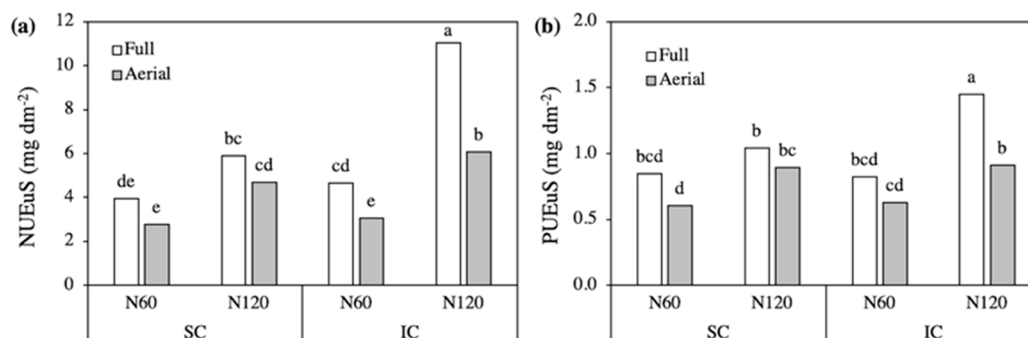 (a)
NUEuS (mg dm-2)
12
10
8
6
4
2
0
Full
Aerial
de
e
bc
cd
cd
e
a
b
N60
N120
N60
N120
SC
IC
(b)
PUEuS (mg dm-2)
2.0
1.5
1.0
0.5
0.0
Full
Aerial
bcd
d
b
bc
bcd
cd
a
b
N60
N120
N60
N120
SC
IC